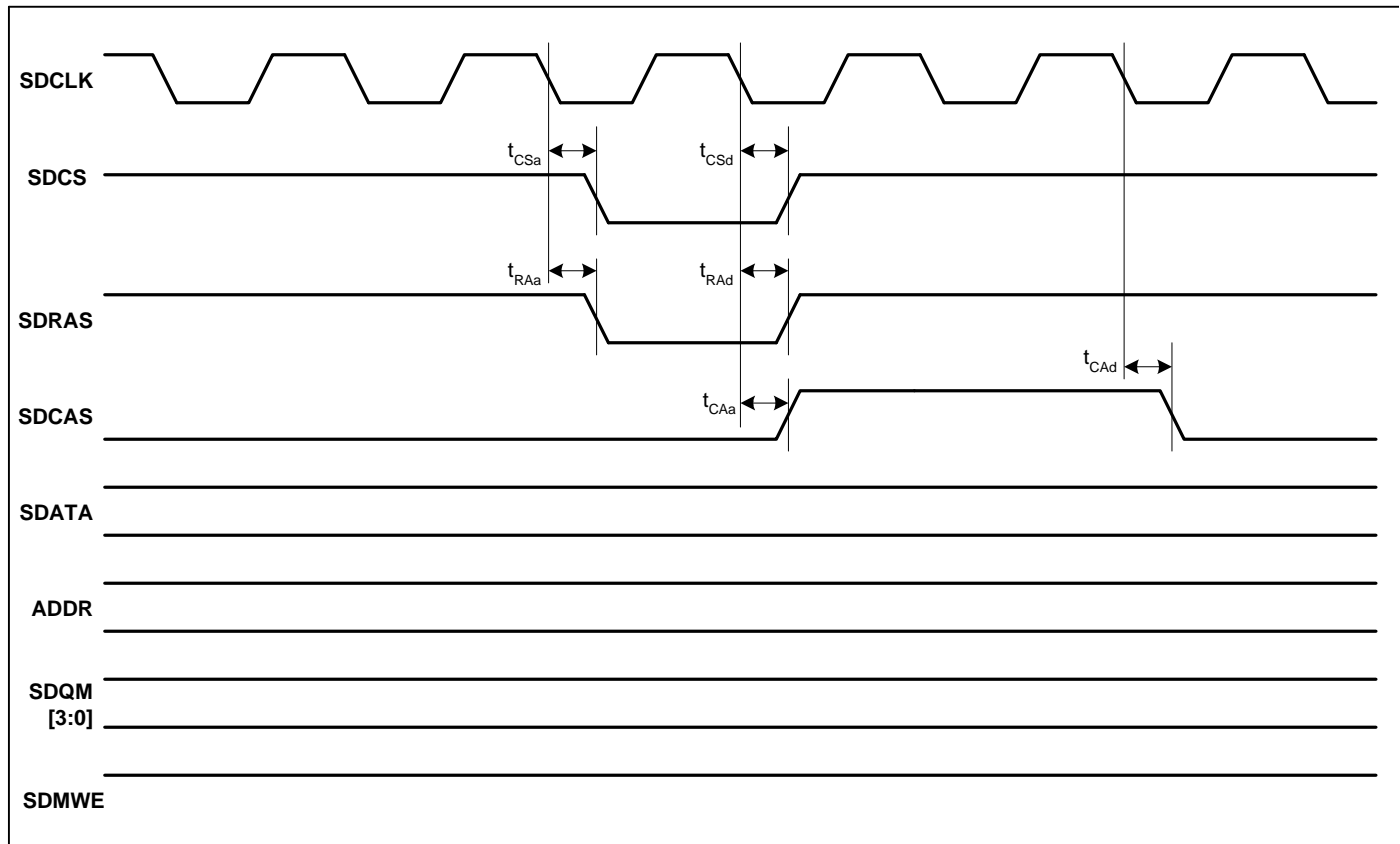 SDCLK
tCSa
tCSd
SDCS
tRAa
tRAd
SDRAS
tCAd
tCAa
SDCAS
SDATA
ADDR
SDQM
[3:0]
SDMWE